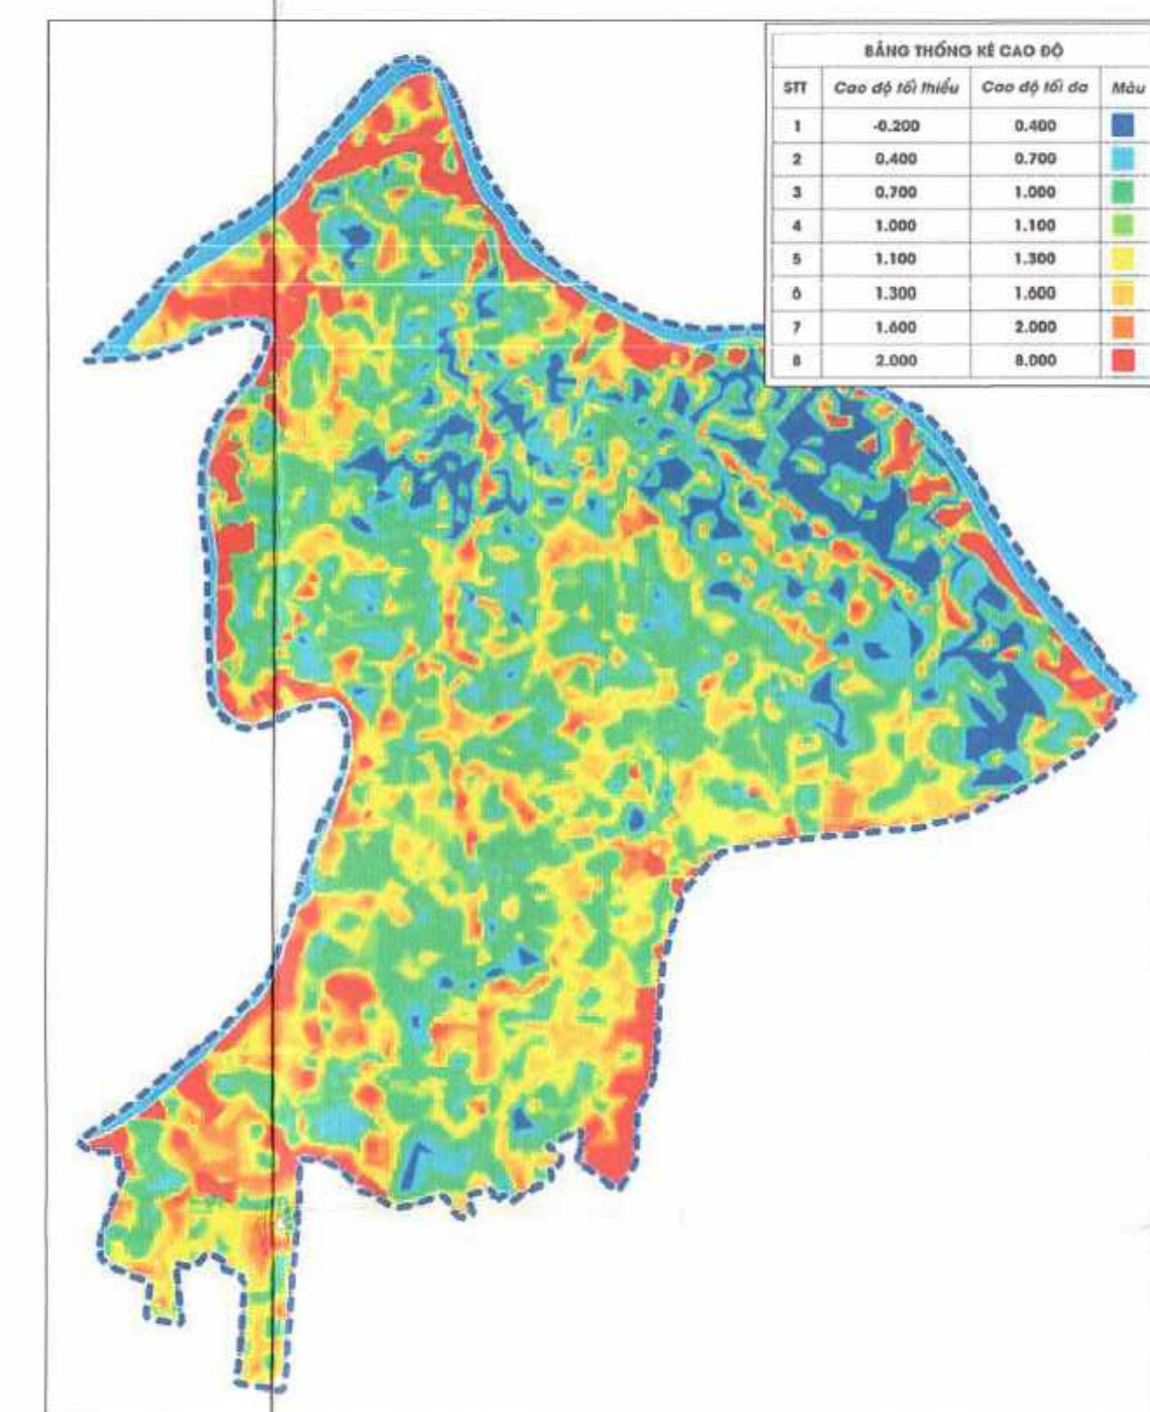 BẢNG THỐNG KÊ CAO ĐỘ
STT Cao độ tối thiểu Cao độ tối đa Màu
1 -0.200 0.400
2 0.400 0.700
3 0.700 1.000
4 1.000 1.100
5 1.100 1.300
6 1.300 1.600
7 1.600 2.000
8 2.000 8.000